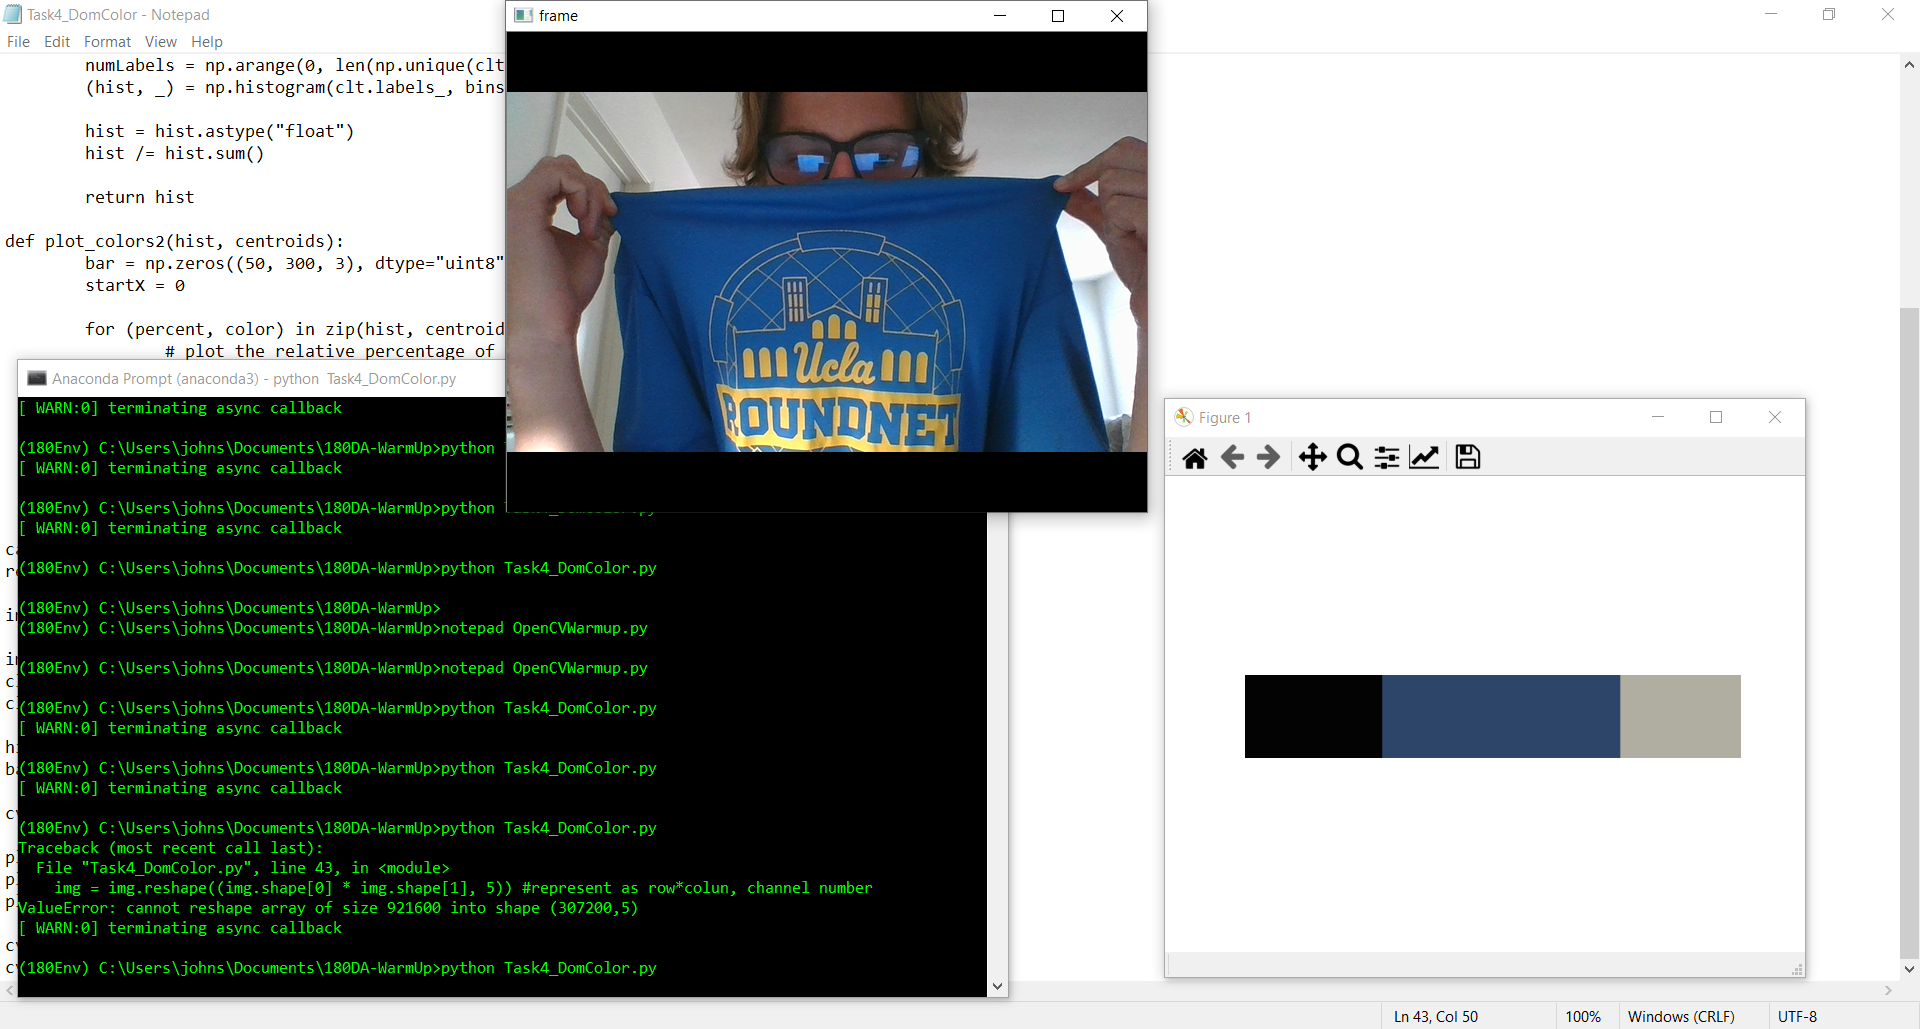 Task4_DomColor - Notepad
File Edit Format View Help
numLabels = np.arange(0, len(np.unique(clt
(hist, _) = np.histogram(clt.labels_, bins
hist = hist.astype("float")
hist /= hist.sum()
return hist
def plot_colors2(hist, centroids):
bar = np.zeros((50, 300, 3), dtype="uint8"
startX = 0
for (percent, color) in zip(hist, centroid
# plot the relative percentage of
frame
Ucla
ROUNDNET
Anaconda Prompt (anaconda3) - python Task4_DomColor.py
[ WARN:0] terminating async callback
(180Env) C:\Users\johns\Documents\180DA-WarmUp>python
[ WARN:0] terminating async callback
(180Env) C:\Users\johns\Documents\180DA-WarmUp>python
[ WARN:0] terminating async callback
(180Env) C:\Users\johns\Documents\180DA-WarmUp>python Task4_DomColor.py
(180Env) C:\Users\johns\Documents\180DA-WarmUp>
(180Env) C:\Users\johns\Documents\180DA-WarmUp>notepad OpenCVWarmup.py
(180Env) C:\Users\johns\Documents\180DA-WarmUp>notepad OpenCVWarmup.py
(180Env) C:\Users\johns\Documents\180DA-WarmUp>python Task4_DomColor.py
[ WARN:0] terminating async callback
(180Env) C:\Users\johns\Documents\180DA-WarmUp>python Task4_DomColor.py
[ WARN:0] terminating async callback
(180Env) C:\Users\johns\Documents\180DA-WarmUp>python Task4_DomColor.py
Traceback (most recent call last):
File "Task4_DomColor.py", line 43, in <module>
img = img.reshape((img.shape[0] * img.shape[1], 5)) #represent as row*colun, channel number
ValueError: cannot reshape array of size 921600 into shape (307200,5)
[ WARN:0] terminating async callback
(180Env) C:\Users\johns\Documents\180DA-WarmUp>python Task4_DomColor.py
Figure 1
Ln 43, Col 50 100% Windows (CRLF) UTF-8